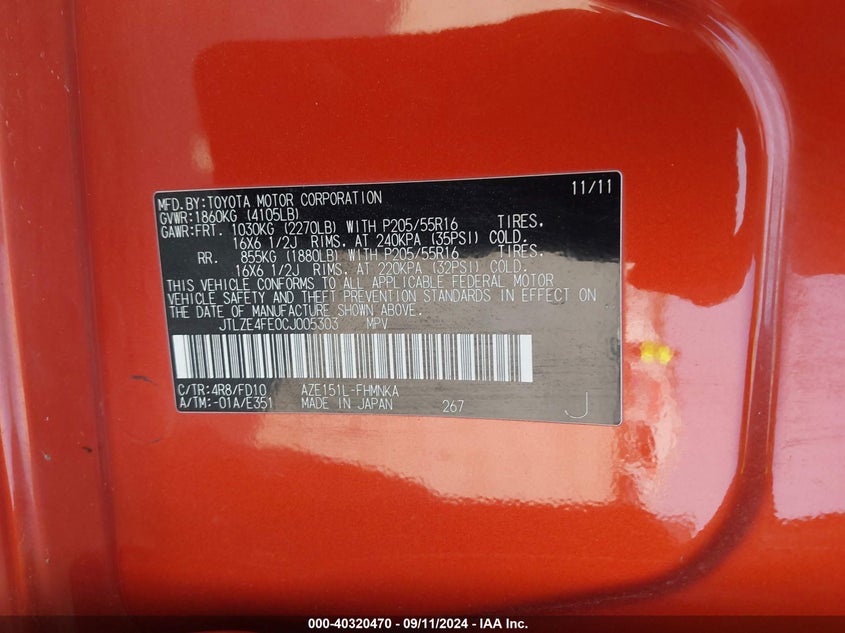 MFD.BY:TOYOTA MOTOR CORPORATION 11/11
GVWR:1860KG (4105LB)
GAWR:FRT. 1030KG (2270LB) WITH P205/55R16 TIRES,
16X6 1/2J RIMS, AT 240KPA (35PSI) COLD.
RR. 855KG (1880LB) WITH P205/55R16 TIRES,
16X6 1/2J RIMS, AT 220KPA (32PSI) COLD.
THIS VEHICLE CONFORMS TO ALL APPLICABLE FEDERAL MOTOR
VEHICLE SAFETY AND THEFT PREVENTION STANDARDS IN EFFECT ON
THE DATE OF MANUFACTURE SHOWN ABOVE.
JTLZE4FE0CJ005303 MPV
C/TR:4R8/FD10 AZE151L-FHMNKA
A/TM:-01A/E351 MADE IN JAPAN 267 J
000-40320470 - 09/11/2024 - IAA Inc.